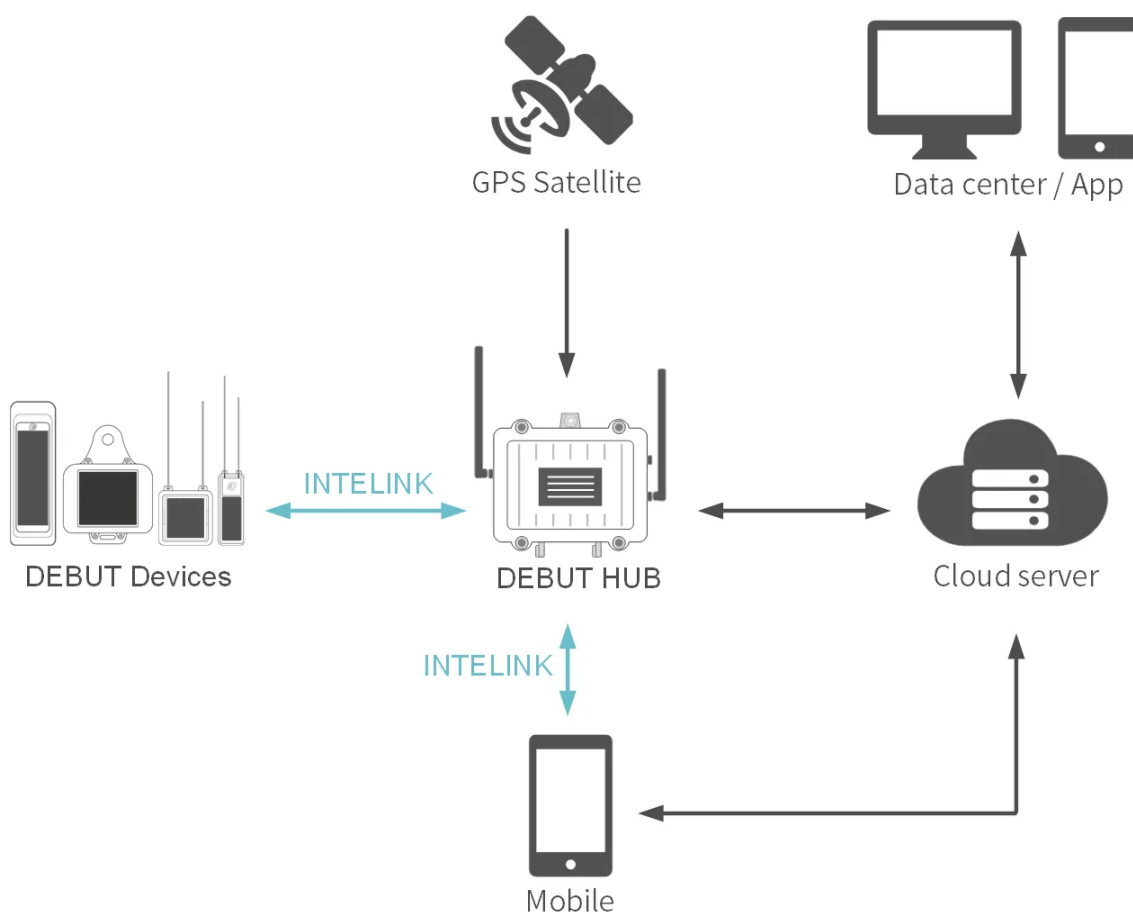 GPS Satellite
Data center / App
INTELINK
DEBUT Devices
DEBUT HUB
Cloud server
INTELINK
Mobile